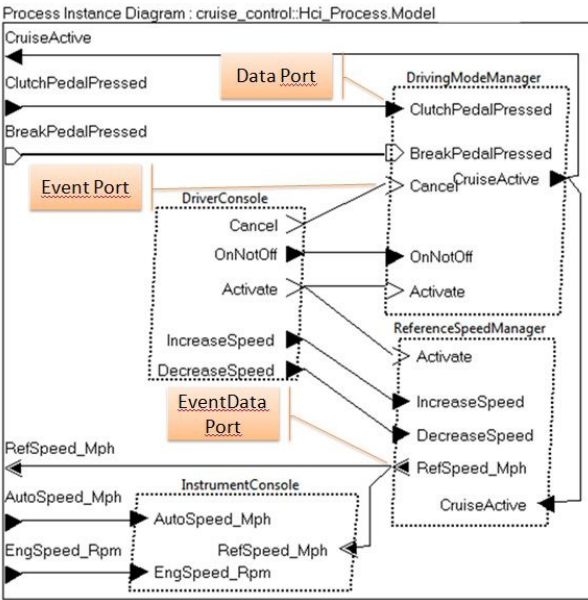 Process Instance Diagram : cruise_control::Hci_Process.Model
CruiseActive
Data Port
DrivingModeManager
ClutchPedalPressed
ClutchPedalPressed
BreakPedalPressed
BreakPedalPressed
Event Port
Cancel
CruiseActive
DriverConsole
Cancel
OnNotOff
OnNotOff
Activate
Activate
ReferenceSpeedManager
IncreaseSpeed
Activate
DecreaseSpeed
IncreaseSpeed
EventData
Port
DecreaseSpeed
RefSpeed_Mph
RefSpeed_Mph
InstrumentConsole
AutoSpeed_Mph
CruiseActive
AutoSpeed_Mph
EngSpeed_Rpm
RefSpeed_Mph
EngSpeed_Rpm